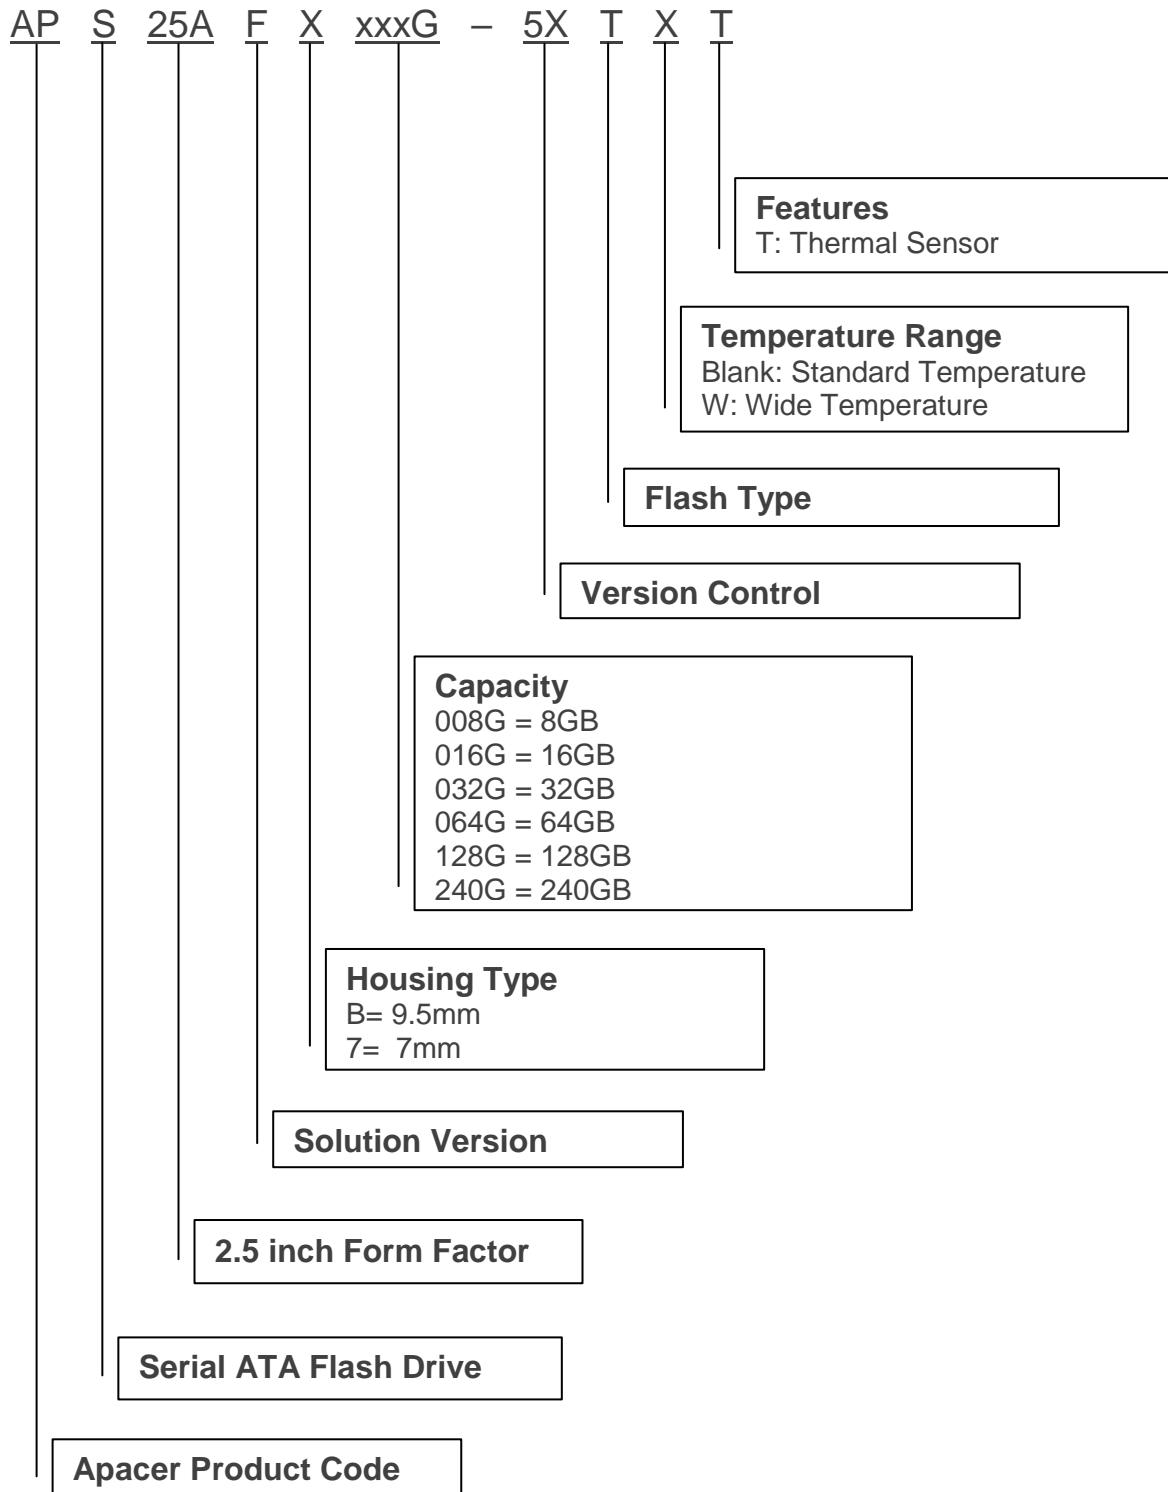 AP S 25A F X xxxG – 5X T X T
Features
T: Thermal Sensor
Temperature Range
Blank: Standard Temperature
W: Wide Temperature
Flash Type
Version Control
Capacity
008G = 8GB
016G = 16GB
032G = 32GB
064G = 64GB
128G = 128GB
240G = 240GB
Housing Type
B= 9.5mm
7= 7mm
Solution Version
2.5 inch Form Factor
Serial ATA Flash Drive
Apacer Product Code